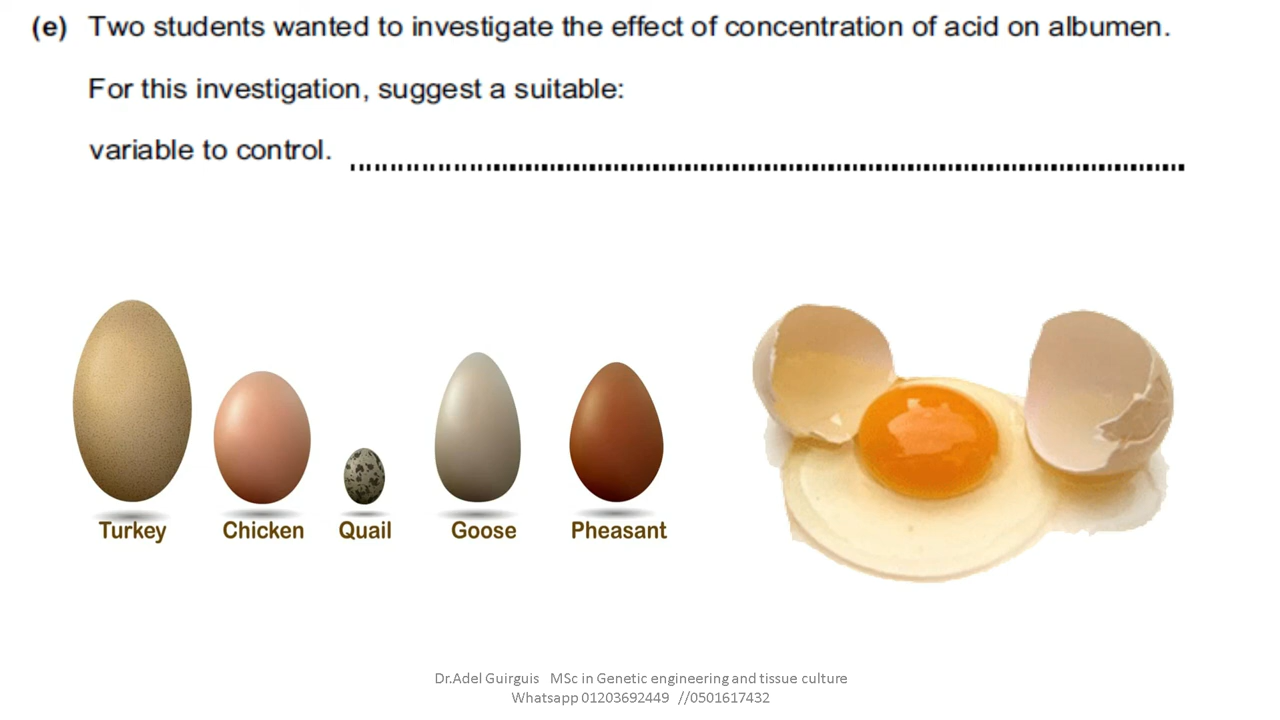 (e) Two students wanted to investigate the effect of concentration of acid on albumen.
For this investigation, suggest a suitable:
variable to control.
Turkey Chicken Quail Goose Pheasant
Dr.Adel Guirguis MSc in Genetic engineering and tissue culture
Whatsapp 01203692449 //0501617432